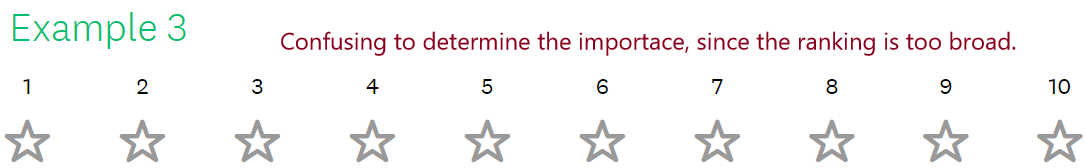 Example 3
Confusing to determine the importace, since the ranking is too broad.
1 2 3 4 5 6 7 8 9 10